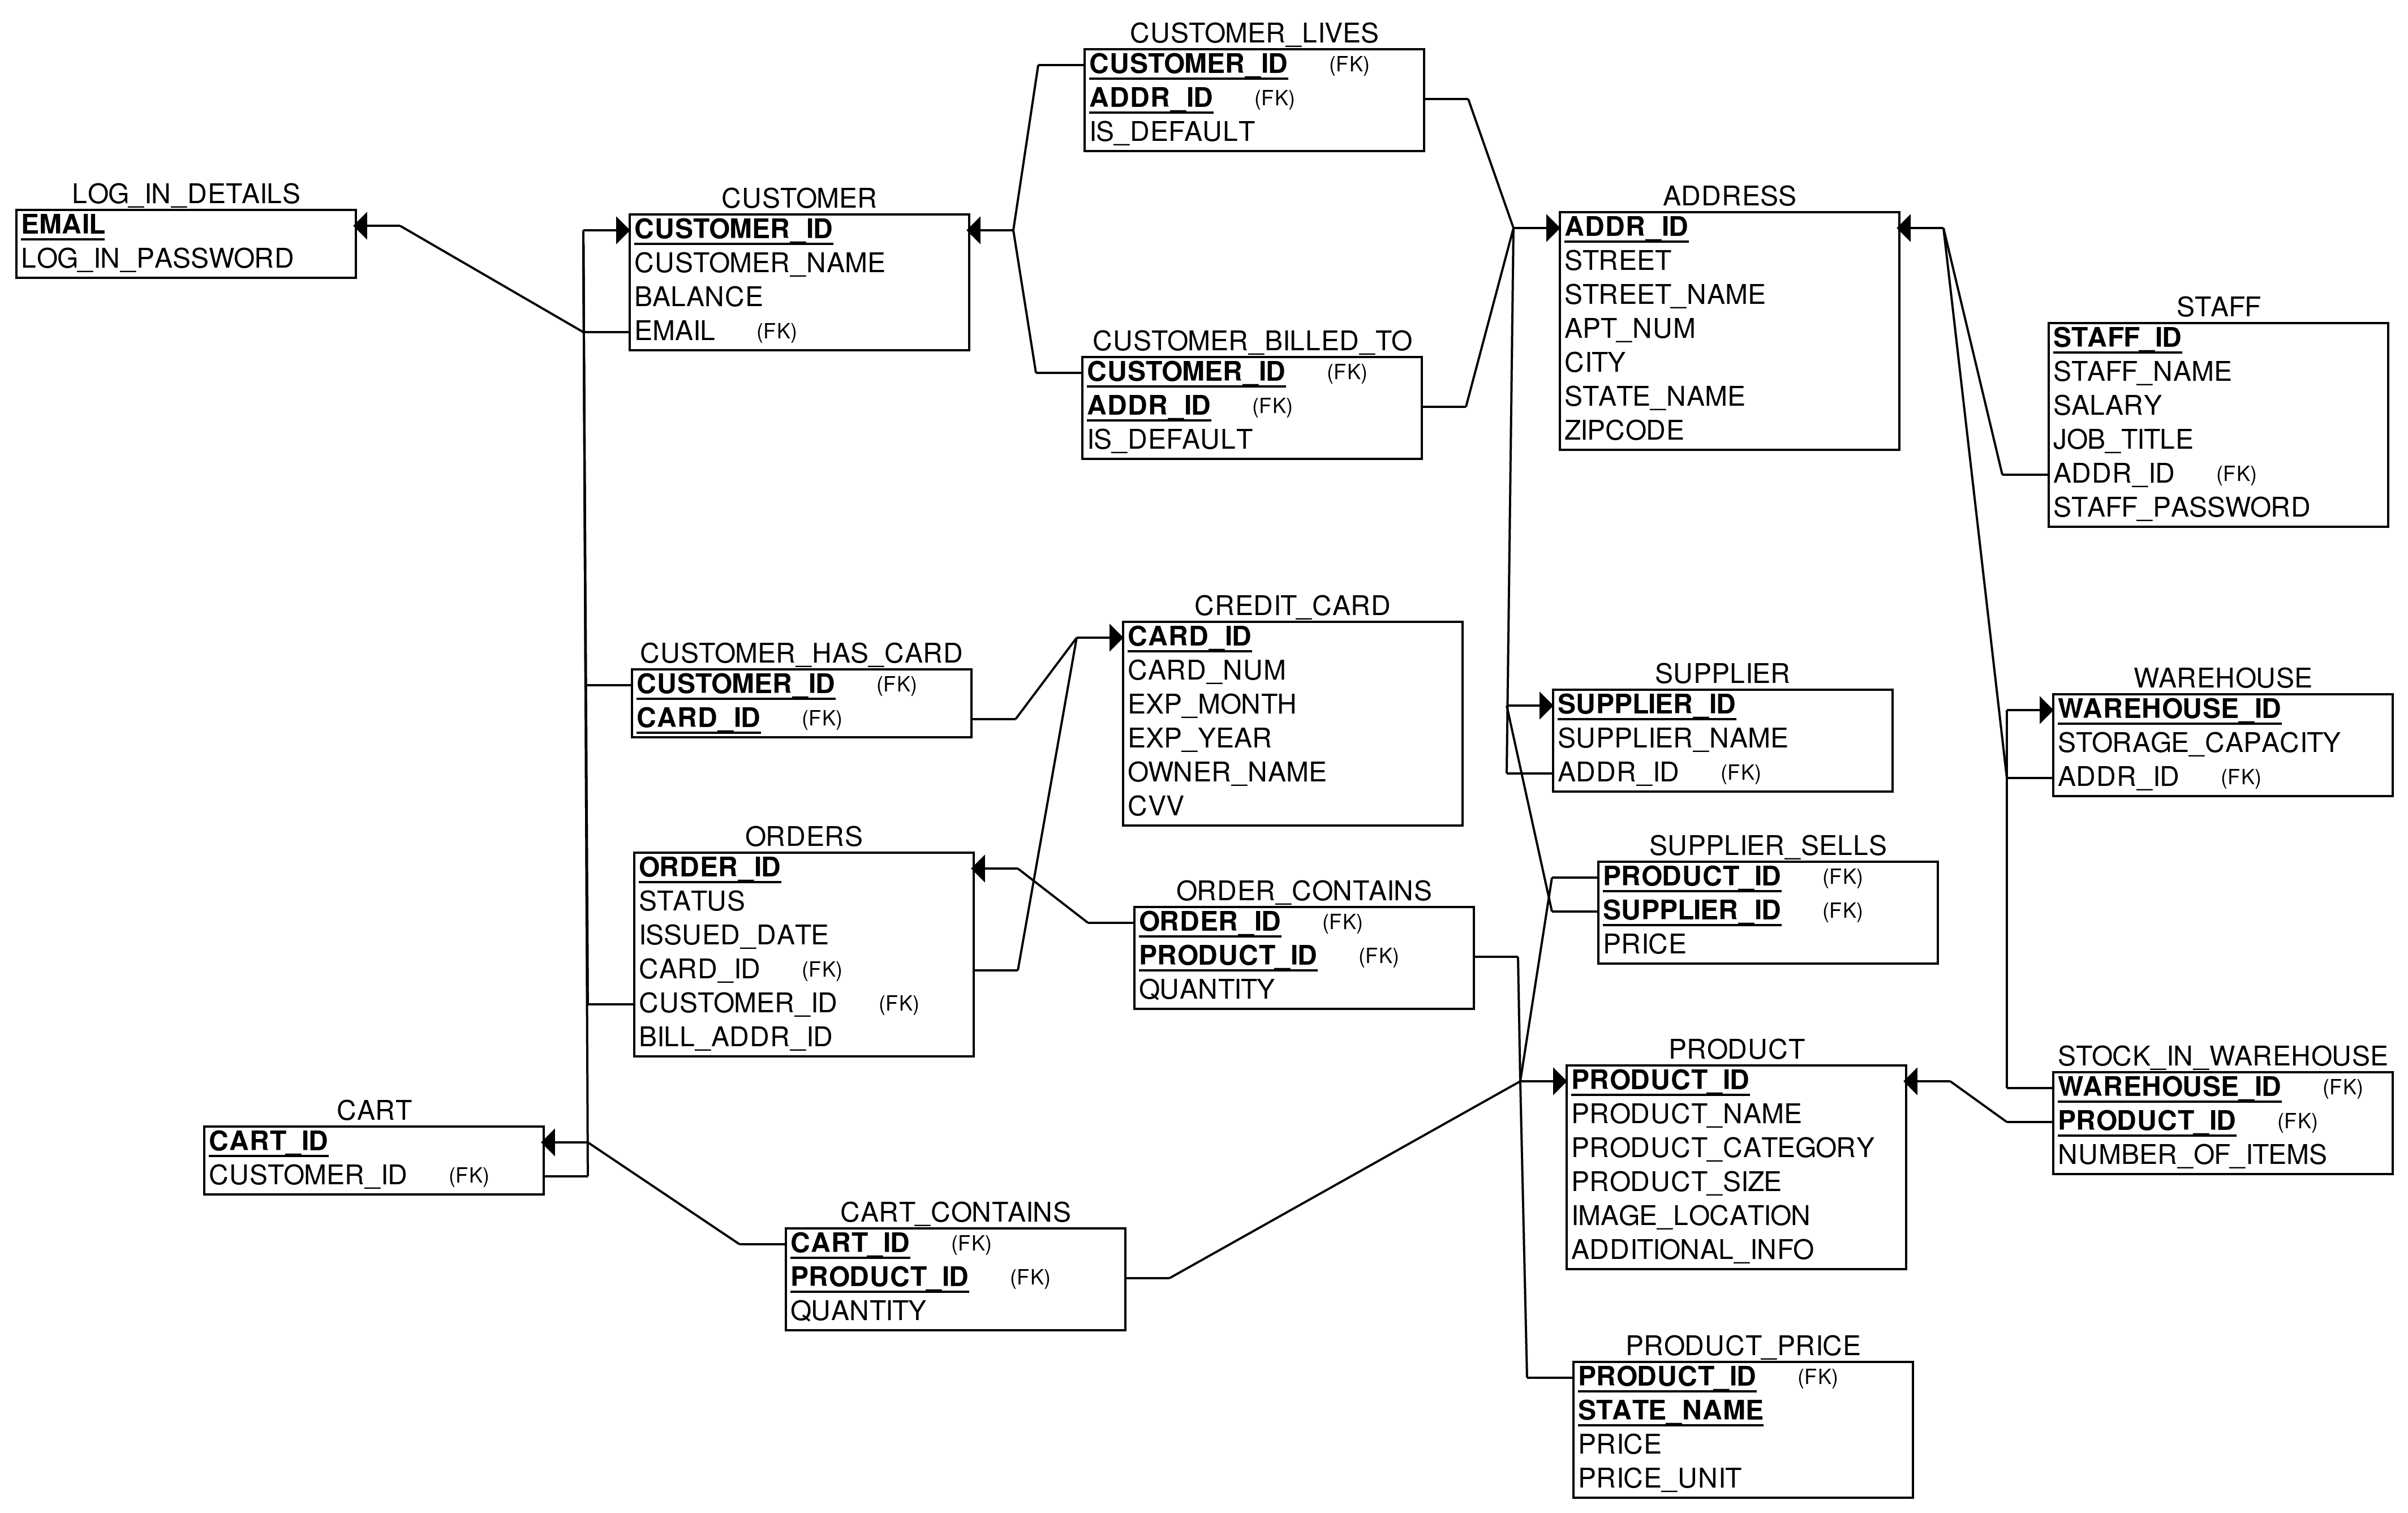 CUSTOMER_LIVES
CUSTOMER_ID (FK)
ADDR_ID (FK)
IS_DEFAULT
LOG_IN_DETAILS
EMAIL
LOG_IN_PASSWORD
CUSTOMER
CUSTOMER_ID
CUSTOMER_NAME
BALANCE
EMAIL (FK)
CUSTOMER_BILLED_TO
CUSTOMER_ID (FK)
ADDR_ID (FK)
IS_DEFAULT
ADDRESS
ADDR_ID
STREET
STREET_NAME
APT_NUM
CITY
STATE_NAME
ZIPCODE
STAFF
STAFF_ID
STAFF_NAME
SALARY
JOB_TITLE
ADDR_ID (FK)
STAFF_PASSWORD
CUSTOMER_HAS_CARD
CUSTOMER_ID (FK)
CARD_ID (FK)
CREDIT_CARD
CARD_ID
CARD_NUM
EXP_MONTH
EXP_YEAR
OWNER_NAME
CVV
SUPPLIER
SUPPLIER_ID
SUPPLIER_NAME
ADDR_ID (FK)
WAREHOUSE
WAREHOUSE_ID
STORAGE_CAPACITY
ADDR_ID (FK)
ORDERS
ORDER_ID
STATUS
ISSUED_DATE
CARD_ID (FK)
CUSTOMER_ID (FK)
BILL_ADDR_ID
ORDER_CONTAINS
ORDER_ID (FK)
PRODUCT_ID (FK)
QUANTITY
SUPPLIER_SELLS
PRODUCT_ID (FK)
SUPPLIER_ID (FK)
PRICE
PRODUCT
PRODUCT_ID
PRODUCT_NAME
PRODUCT_CATEGORY
PRODUCT_SIZE
IMAGE_LOCATION
ADDITIONAL_INFO
STOCK_IN_WAREHOUSE
WAREHOUSE_ID (FK)
PRODUCT_ID (FK)
NUMBER_OF_ITEMS
CART
CART_ID
CUSTOMER_ID (FK)
CART_CONTAINS
CART_ID (FK)
PRODUCT_ID (FK)
QUANTITY
PRODUCT_PRICE
PRODUCT_ID (FK)
STATE_NAME
PRICE
PRICE_UNIT